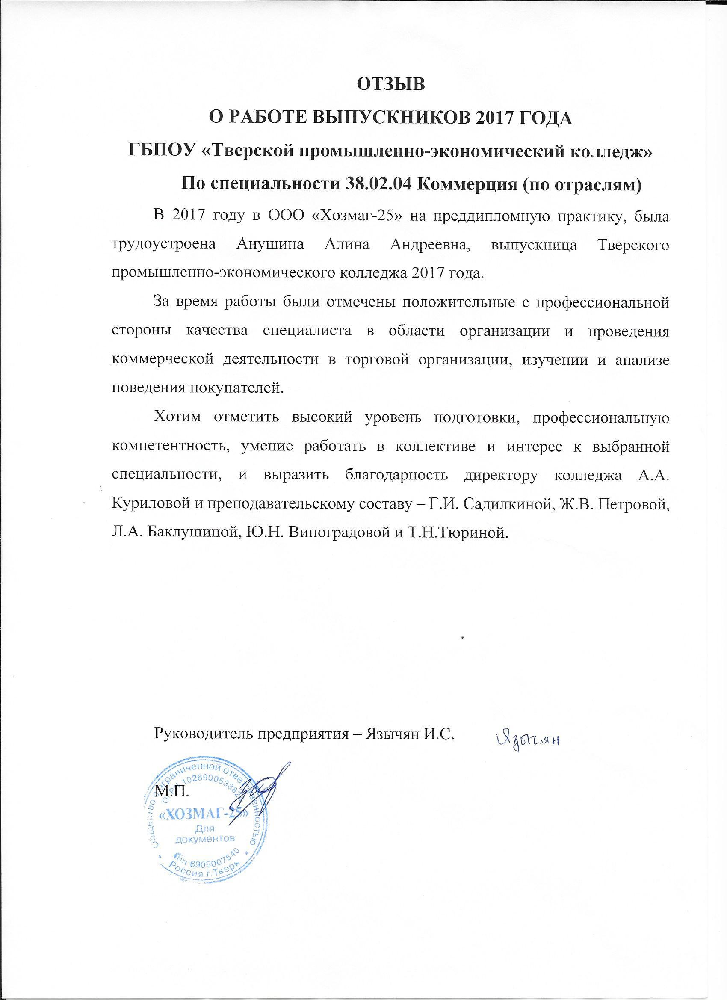 ОТЗЫВ
О РАБОТЕ ВЫПУСКНИКОВ 2017 ГОДА
ГБПОУ «Тверской промышленно-экономический колледж»
По специальности 38.02.04 Коммерция (по отраслям)
В 2017 году в ООО «Хозмаг-25» на преддипломную практику, была
трудоустроена Анушина Алина Андреевна, выпускница Тверского
промышленно-экономического колледжа 2017 года.
За время работы были отмечены положительные с профессиональной
стороны качества специалиста в области организации и проведения
коммерческой деятельности в торговой организации, изучении и анализе
поведения покупателей.
Хотим отметить высокий уровень подготовки, профессиональную
компетентность, умение работать в коллективе и интерес к выбранной
специальности, и выразить благодарность директору колледжа А.А.
Куриловой и преподавательскому составу – Г.И. Садилкиной, Ж.В. Петровой,
Л.А. Баклушиной, Ю.Н. Виноградовой и Т.Н.Тюриной.
Руководитель предприятия – Язычян И.С.
Язычян
М.П.
Общество с ограниченной ответственностью
ОГРН
«ХОЗМАГ-25»
Для
документов
6905007540
Россия г.Тверь